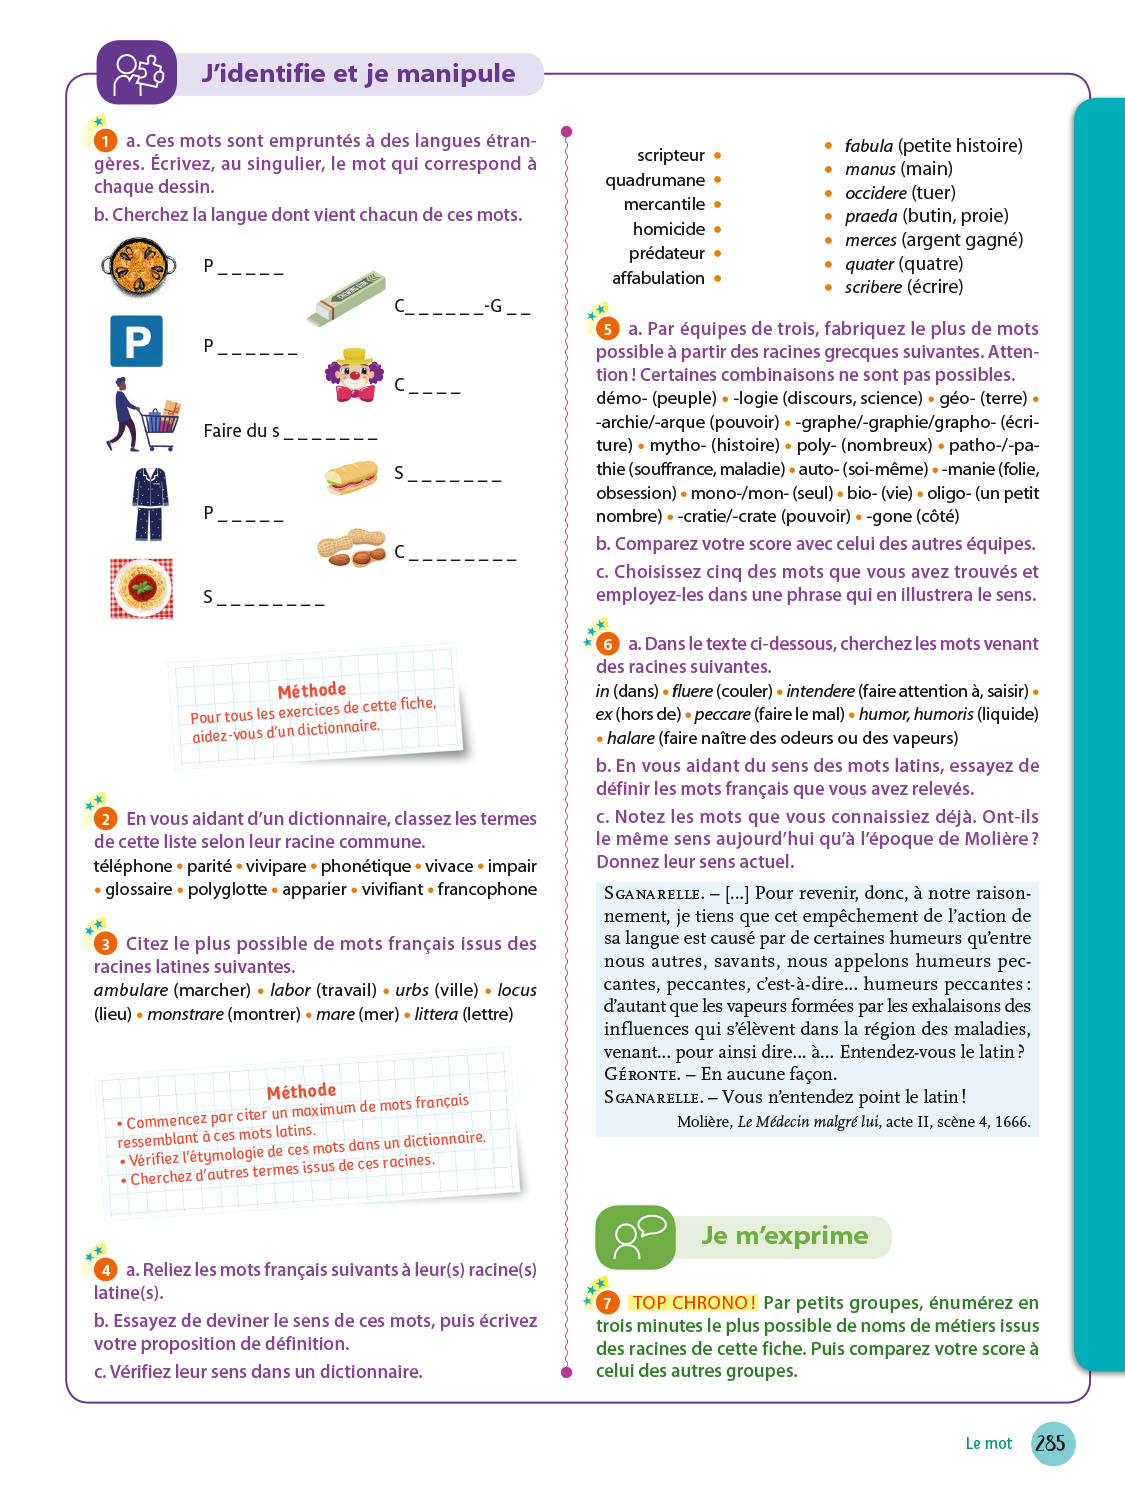 J'identifie et je manipule
1 a. Ces mots sont empruntés à des langues étran-
gères. Écrivez, au singulier, le mot qui correspond à
chaque dessin.
b. Cherchez la langue dont vient chacun de ces mots.
P _ _ _ _ _
CHEWING GUM
C_ _ _ _ _ _-G _ _
P
P _ _ _ _ _ _
C _ _ _ _
Faire du s _ _ _ _ _ _ _
S _ _ _ _ _ _ _
P _ _ _ _ _
C _ _ _ _ _ _ _ _
S _ _ _ _ _ _ _ _
Méthode
Pour tous les exercices de cette fiche,
aidez-vous d'un dictionnaire.
2 En vous aidant d'un dictionnaire, classez les termes
de cette liste selon leur racine commune.
téléphone • parité • vivipare • phonétique • vivace • impair
• glossaire • polyglotte • apparier • vivifiant • francophone
3 Citez le plus possible de mots français issus des
racines latines suivantes.
ambulare (marcher) • labor (travail) • urbs (ville) • locus
(lieu) • monstrare (montrer) • mare (mer) • littera (lettre)
Méthode
• Commencez par citer un maximum de mots français
ressemblant à ces mots latins.
• Vérifiez l'étymologie de ces mots dans un dictionnaire.
• Cherchez d'autres termes issus de ces racines.
4 a. Reliez les mots français suivants à leur(s) racine(s)
latine(s).
b. Essayez de deviner le sens de ces mots, puis écrivez
votre proposition de définition.
c. Vérifiez leur sens dans un dictionnaire.
scripteur •
quadrumane •
mercantile •
homicide •
prédateur •
affabulation •
• fabula (petite histoire)
• manus (main)
• occidere (tuer)
• praeda (butin, proie)
• merces (argent gagné)
• quater (quatre)
• scribere (écrire)
5 a. Par équipes de trois, fabriquez le plus de mots
possible à partir des racines grecques suivantes. Atten-
tion ! Certaines combinaisons ne sont pas possibles.
démo- (peuple) • -logie (discours, science) • géo- (terre) •
-archie/-arque (pouvoir) • -graphe/-graphie/grapho- (écri-
ture) • mytho- (histoire) • poly- (nombreux) • patho-/-pa-
thie (souffrance, maladie) • auto- (soi-même) • -manie (folie,
obsession) • mono-/mon- (seul) • bio- (vie) • oligo- (un petit
nombre) • -cratie/-crate (pouvoir) • -gone (côté)
b. Comparez votre score avec celui des autres équipes.
c. Choisissez cinq des mots que vous avez trouvés et
employez-les dans une phrase qui en illustrera le sens.
6 a. Dans le texte ci-dessous, cherchez les mots venant
des racines suivantes.
in (dans) • fluere (couler) • intendere (faire attention à, saisir) •
ex (hors de) • peccare (faire le mal) • humor, humoris (liquide)
• halare (faire naître des odeurs ou des vapeurs)
b. En vous aidant du sens des mots latins, essayez de
définir les mots français que vous avez relevés.
c. Notez les mots que vous connaissiez déjà. Ont-ils
le même sens aujourd'hui qu'à l'époque de Molière ?
Donnez leur sens actuel.
SGANARELLE. – [...] Pour revenir, donc, à notre raison-
nement, je tiens que cet empêchement de l'action de
sa langue est causé par de certaines humeurs qu'entre
nous autres, savants, nous appelons humeurs pec-
cantes, peccantes, c'est-à-dire... humeurs peccantes :
d'autant que les vapeurs formées par les exhalaisons des
influences qui s'élèvent dans la région des maladies,
venant... pour ainsi dire... à... Entendez-vous le latin ?
GÉRONTE. – En aucune façon.
SGANARELLE. – Vous n'entendez point le latin !
Molière, Le Médecin malgré lui, acte II, scène 4, 1666.
Je m'exprime
7 TOP CHRONO ! Par petits groupes, énumérez en
trois minutes le plus possible de noms de métiers issus
des racines de cette fiche. Puis comparez votre score à
celui des autres groupes.
Le mot 285